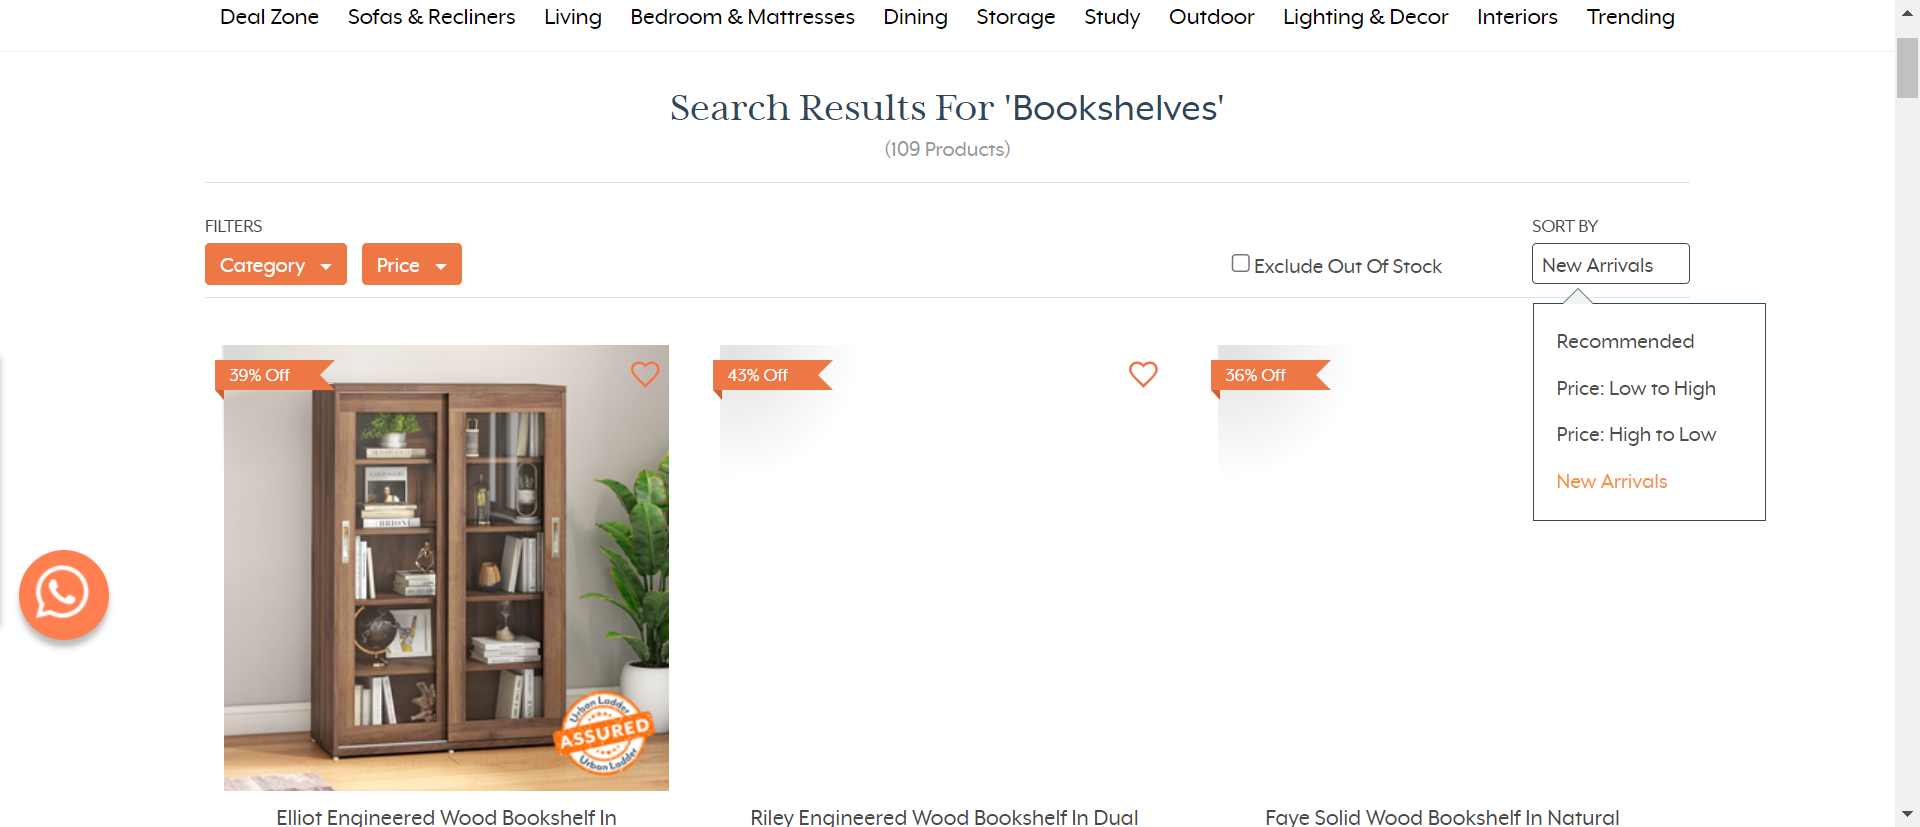 Deal Zone Sofas & Recliners Living Bedroom & Mattresses Dining Storage Study Outdoor Lighting & Decor Interiors Trending
Search Results For 'Bookshelves'
(109 Products)
FILTERS
SORT BY
Category
Price
Exclude Out Of Stock
New Arrivals
Recommended
Price: Low to High
Price: High to Low
New Arrivals
39% Off
43% Off
36% Off
BRIONI
Urban Ladder
ASSURED
Urban Ladder
Elliot Engineered Wood Bookshelf In
Riley Engineered Wood Bookshelf In Dual
Faye Solid Wood Bookshelf In Natural